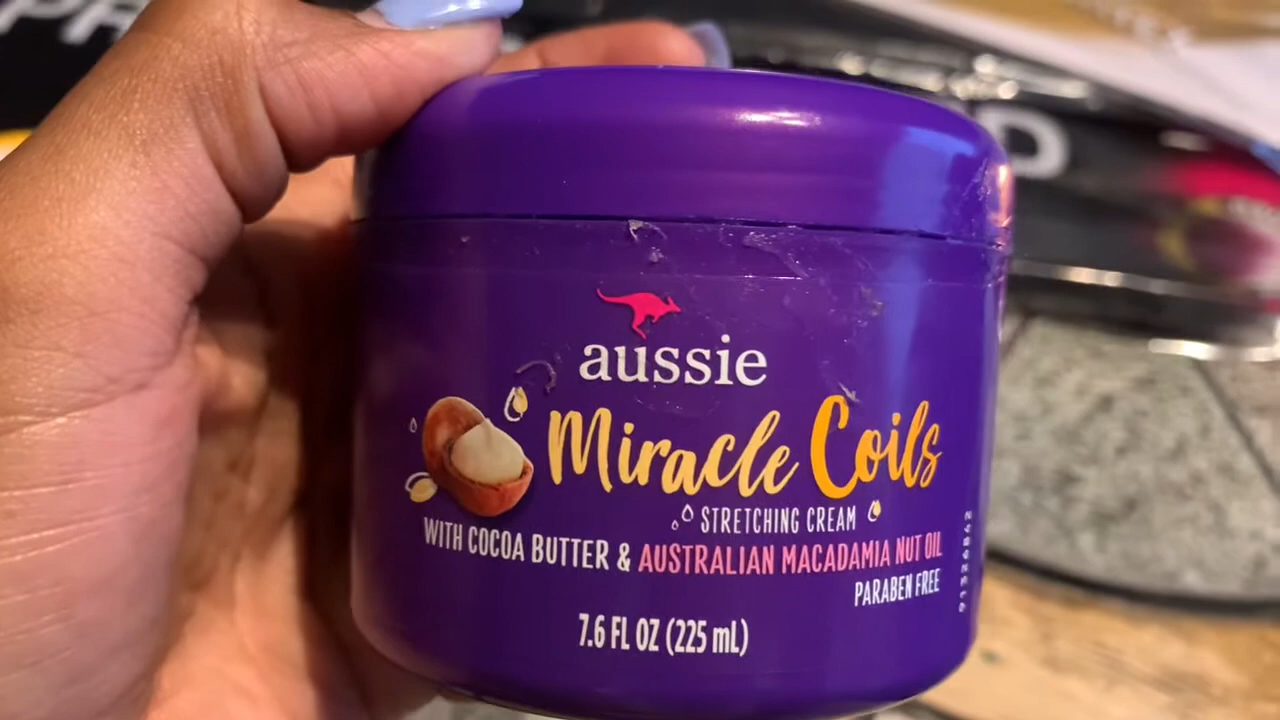 aussie
Miracle Coils
STRETCHING CREAM
WITH COCOA BUTTER & AUSTRALIAN MACADAMIA NUT OIL
PARABEN FREE
7.6 FL OZ (225 mL)